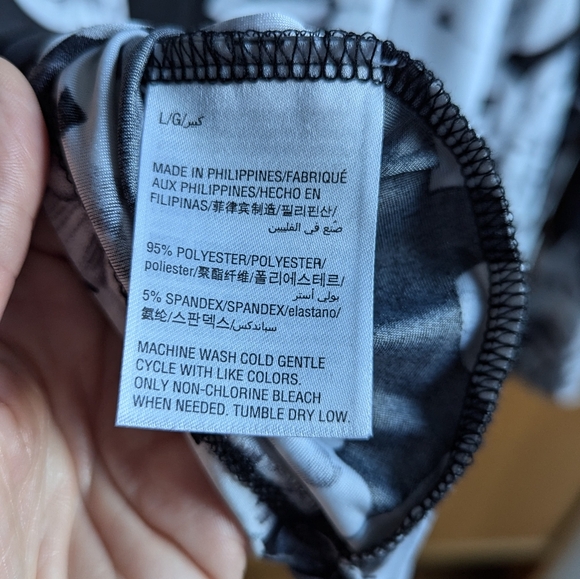 L/G/كبير
MADE IN PHILIPPINES/FABRIQUÉ
AUX PHILIPPINES/HECHO EN
FILIPINAS/菲律宾制造/필리핀산/
صُنع في الفلبين
95% POLYESTER/POLYESTER/
poliester/聚酯纤维/폴리에스테르/
بولي أستر
5% SPANDEX/SPANDEX/elastano/
氨纶/스판덱스/سباندكس
MACHINE WASH COLD GENTLE
CYCLE WITH LIKE COLORS.
ONLY NON-CHLORINE BLEACH
WHEN NEEDED. TUMBLE DRY LOW.